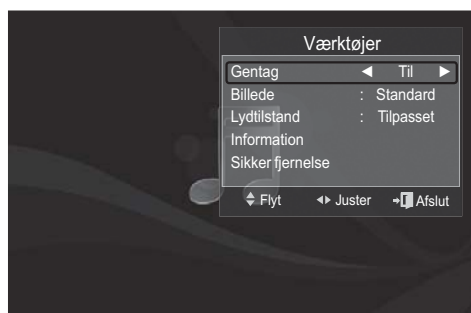 Værktøjer
Gentag ◄ Til ►
Billede : Standard
Lydtilstand : Tilpasset
Information
Sikker fjernelse
Flyt Juster Afslut